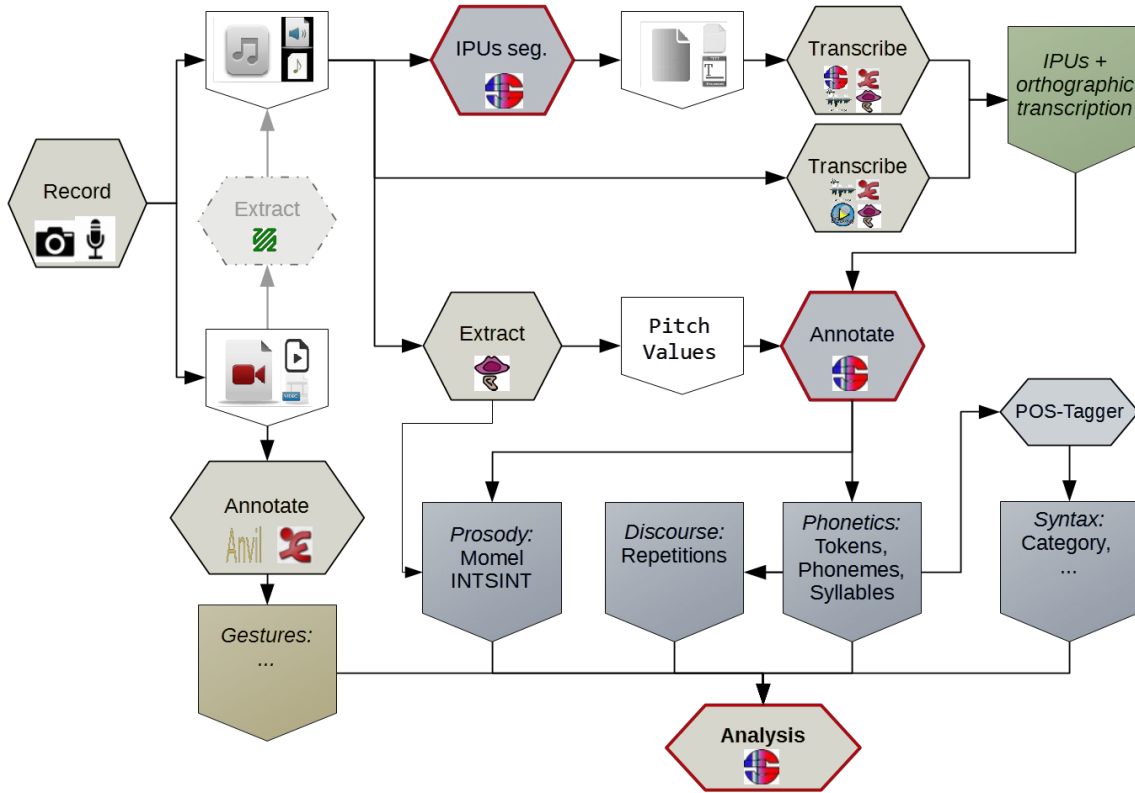 IPUs seg.
Transcribe
IPUs +
orthographic
transcription
Transcribe
Record
Extract
Extract
Pitch
Values
Annotate
POS-Tagger
Annotate
Anvil
Prosody:
Momel
INTSINT
Discourse:
Repetitions
Phonetics:
Tokens,
Phonemes,
Syllables
Syntax:
Category,
...
Gestures:
...
Analysis